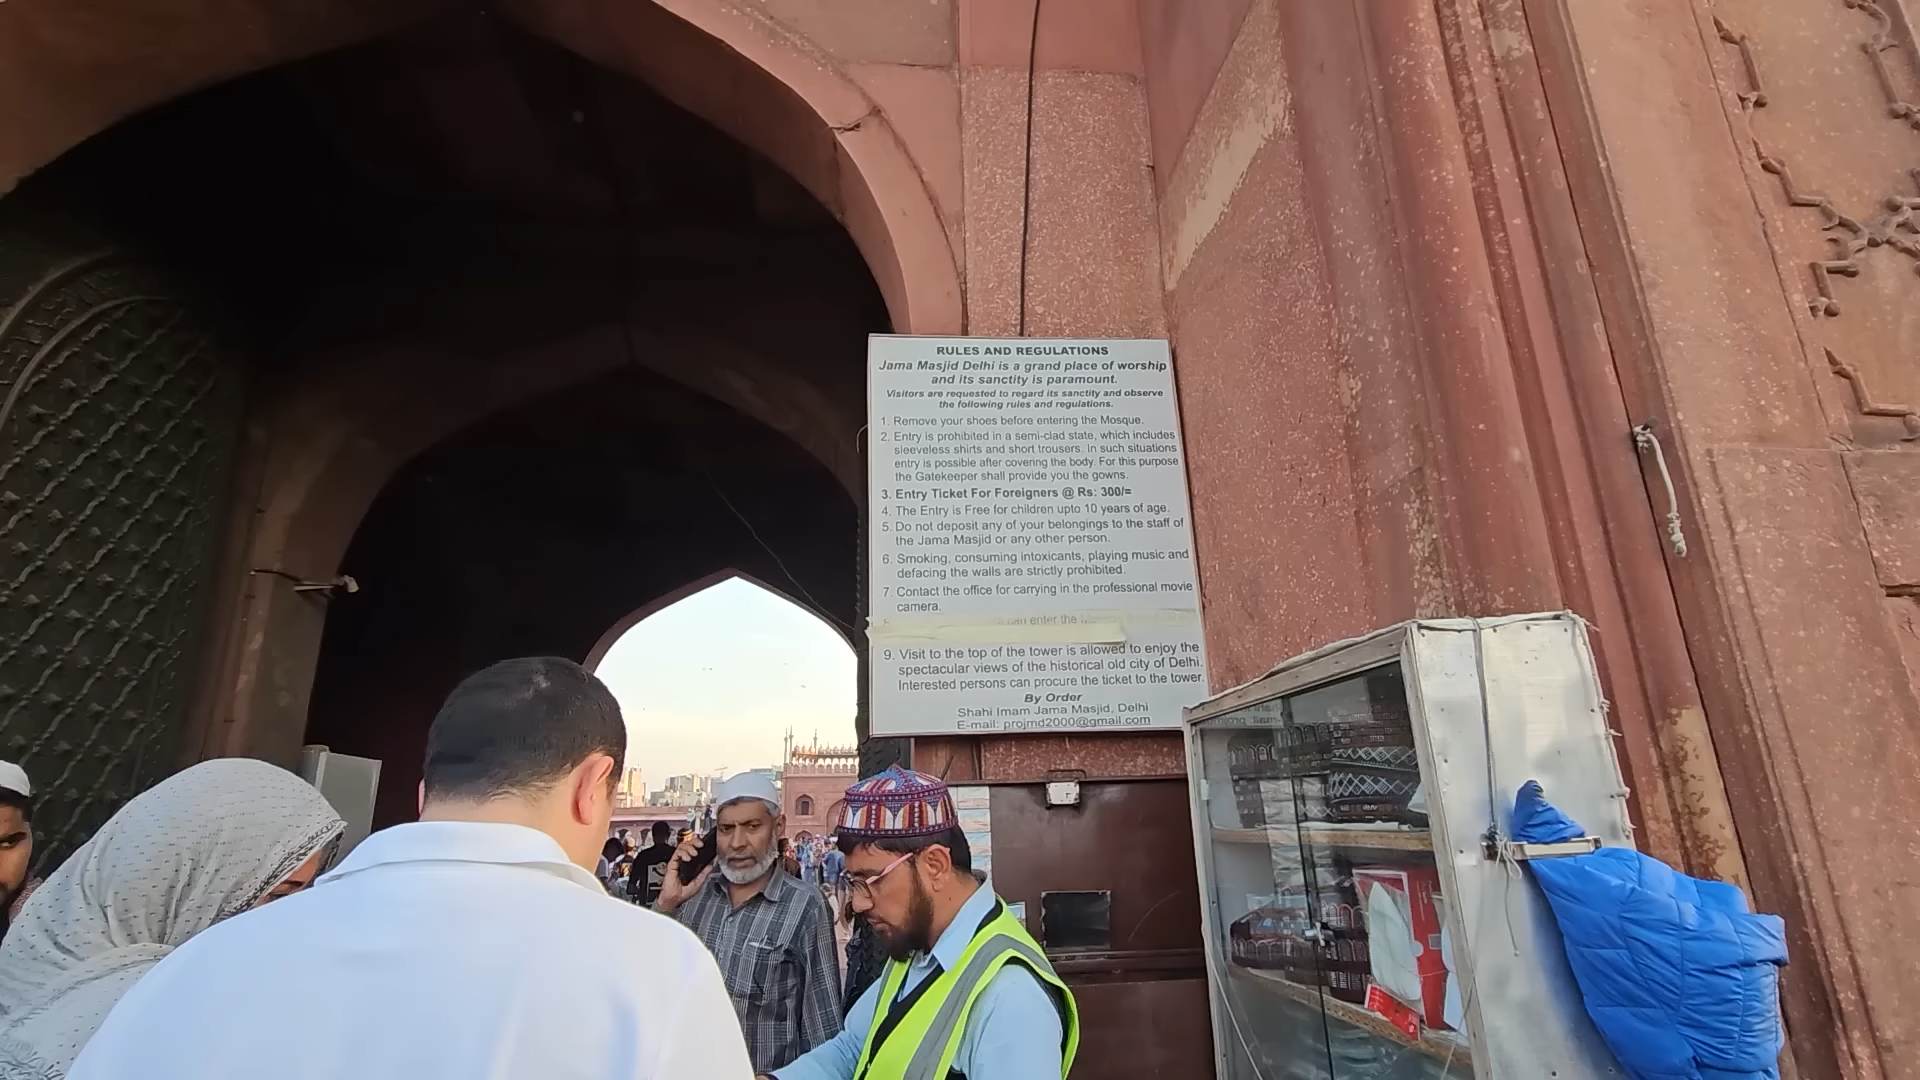 RULES AND REGULATIONS
Jama Masjid Delhi is a grand place of worship
and its sanctity is paramount.
Visitors are requested to regard its sanctity and observe
the following rules and regulations.
1. Remove your shoes before entering the Mosque.
2. Entry is prohibited in a semi-clad state, which includes
sleeveless shirts and short trousers. In such situations
entry is possible after covering the body. For this purpose
the Gatekeeper shall provide you the gowns.
3. Entry Ticket For Foreigners @ Rs: 300/=
4. The Entry is Free for children upto 10 years of age.
5. Do not deposit any of your belongings to the staff of
the Jama Masjid or any other person.
6. Smoking, consuming intoxicants, playing music and
defacing the walls are strictly prohibited.
7. Contact the office for carrying in the professional movie
camera.
can enter the
9. Visit to the top of the tower is allowed to enjoy the
spectacular views of the historical old city of Delhi.
Interested persons can procure the ticket to the tower.
By Order
Shahi Imam Jama Masjid, Delhi
E-mail: projmd2000@gmail.com